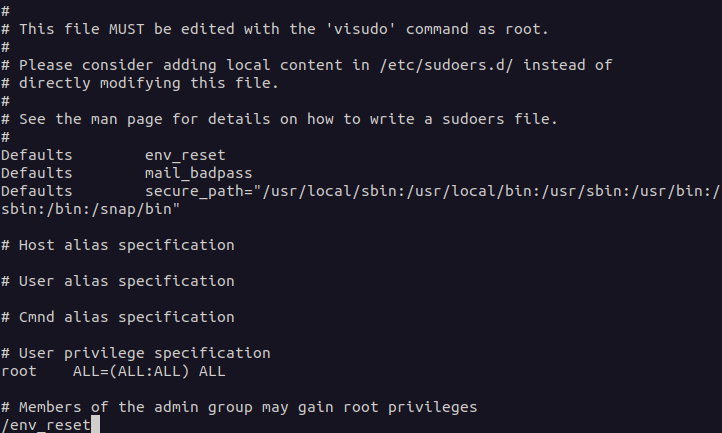 #
# This file MUST be edited with the 'visudo' command as root.
#
# Please consider adding local content in /etc/sudoers.d/ instead of
# directly modifying this file.
#
# See the man page for details on how to write a sudoers file.
#
Defaults        env_reset
Defaults        mail_badpass
Defaults        secure_path="/usr/local/sbin:/usr/local/bin:/usr/sbin:/usr/bin:/
sbin:/bin:/snap/bin"

# Host alias specification

# User alias specification

# Cmnd alias specification

# User privilege specification
root    ALL=(ALL:ALL) ALL

# Members of the admin group may gain root privileges
/env_reset